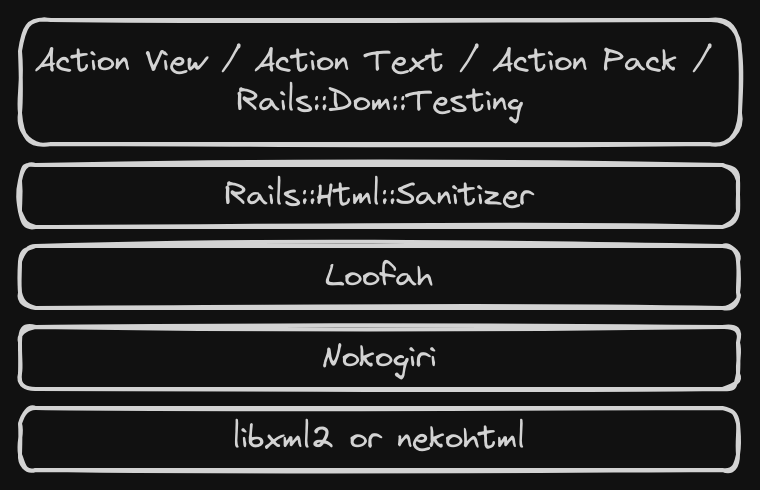 Action View / Action Text / Action Pack /
Rails::Dom::Testing
Rails::Html::Sanitizer
Loofah
Nokogiri
libxml2 or nekohtml